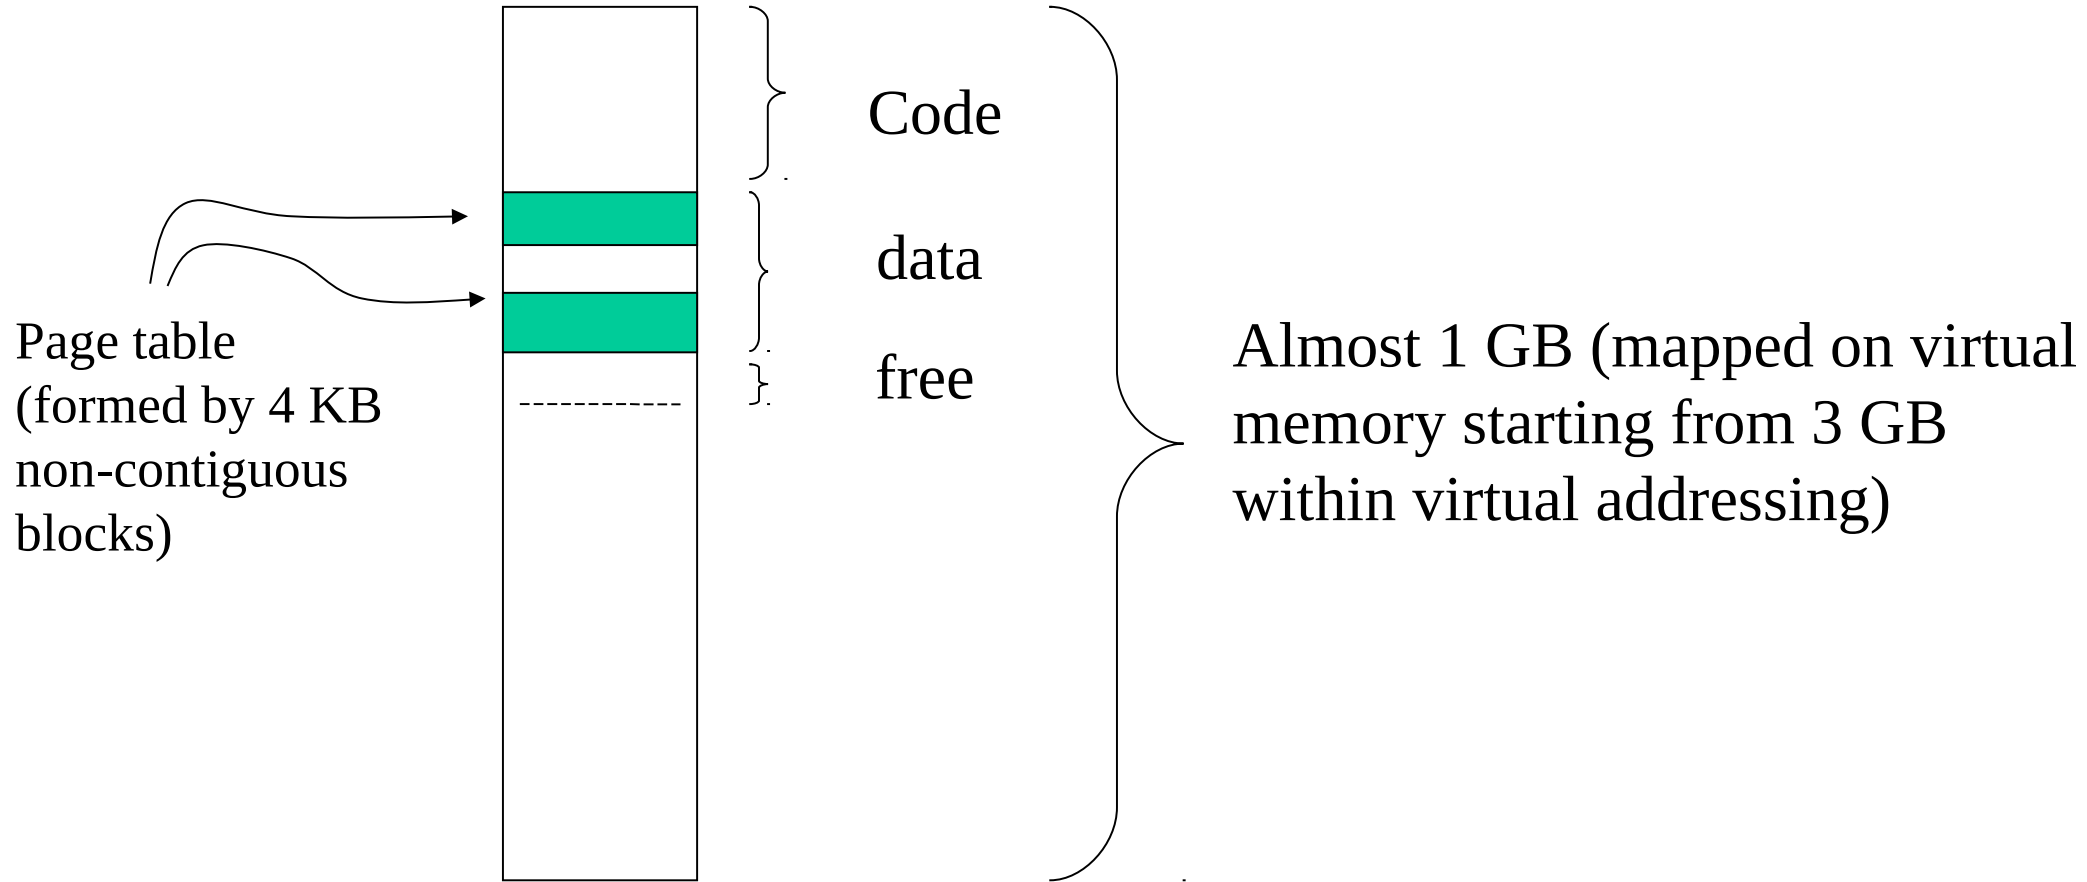 Code
data
free
Page table
(formed by 4 KB
non-contiguous
blocks)
Almost 1 GB (mapped on virtual
memory starting from 3 GB
within virtual addressing)